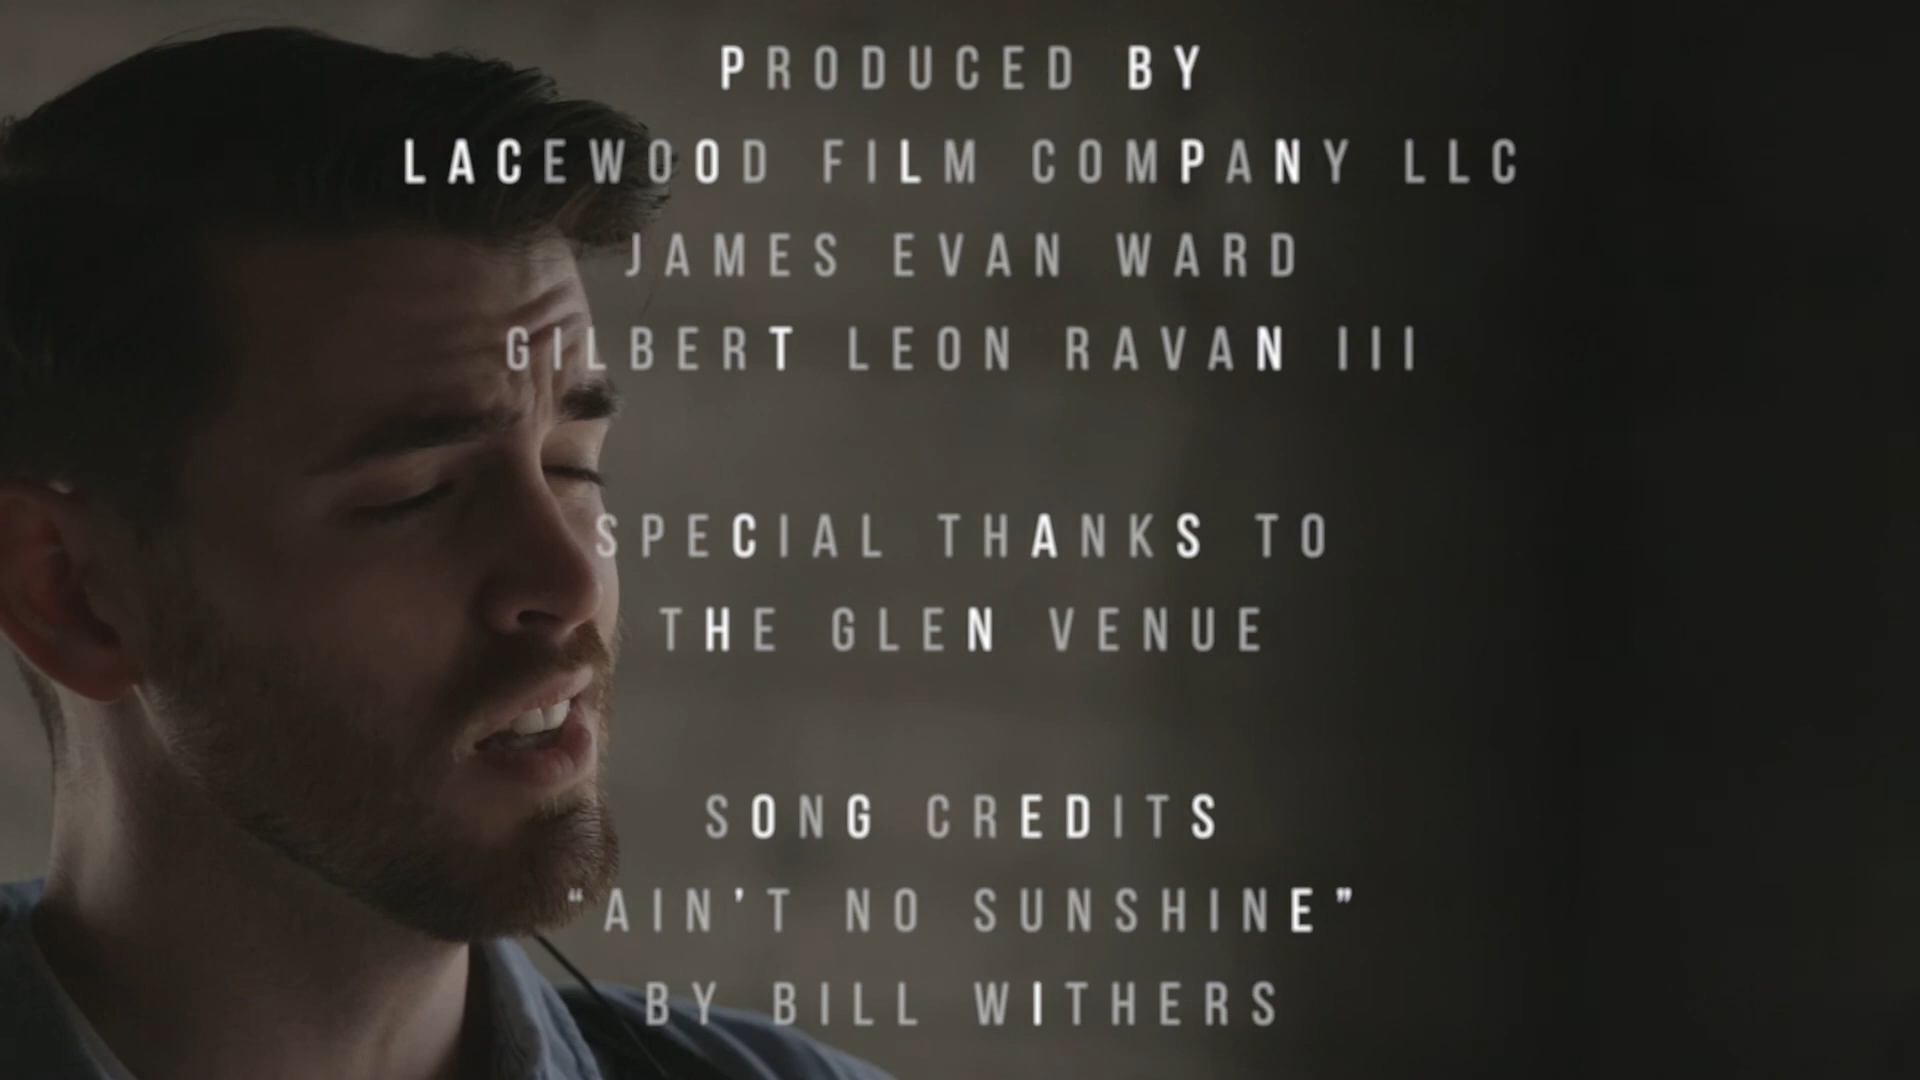 PRODUCED BY
LACEWOOD FILM COMPANY LLC
JAMES EVAN WARD
GILBERT LEON RAVAN III
SPECIAL THANKS TO
THE GLEN VENUE
SONG CREDITS
“AIN’T NO SUNSHINE”
BY BILL WITHERS